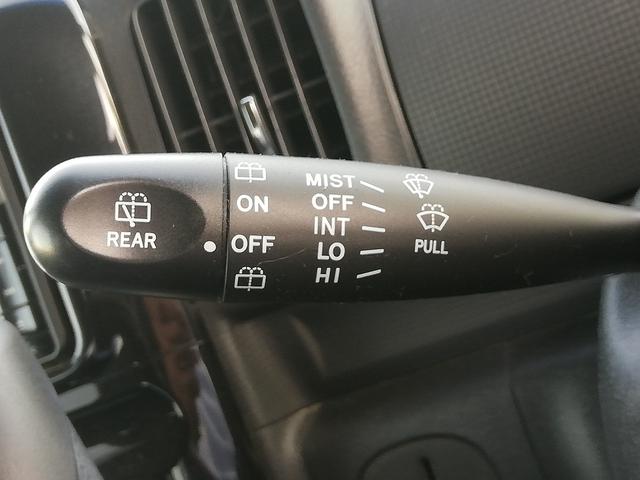 REAR
ON
OFF
MIST
OFF
INT
LO
HI
PULL